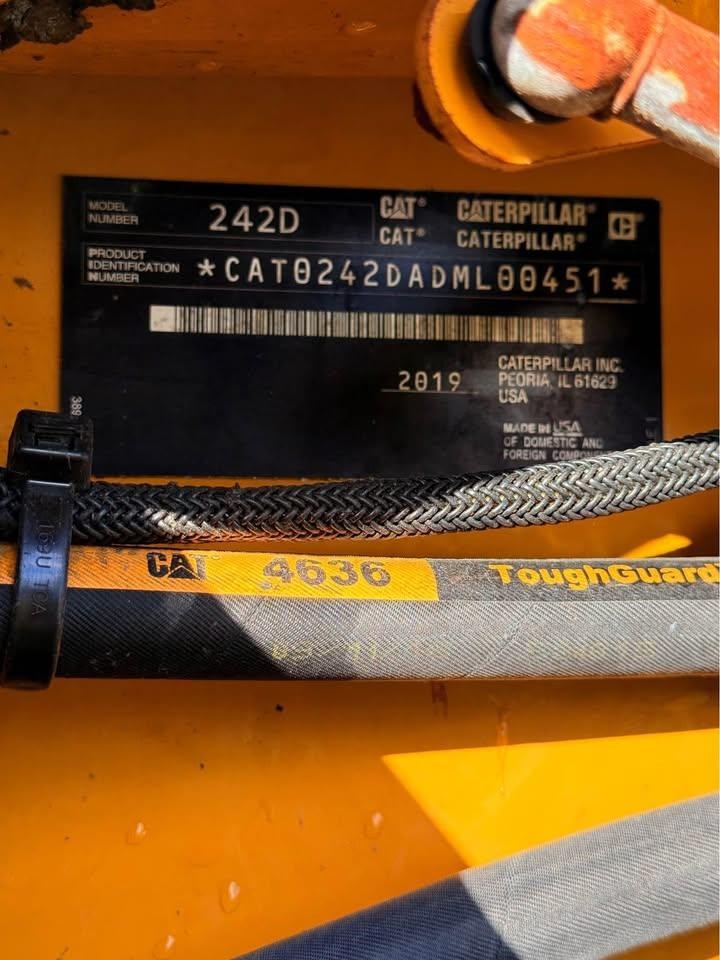 MODEL NUMBER 242D
CAT® CATERPILLAR®
CAT® CATERPILLAR®
PRODUCT IDENTIFICATION NUMBER *CAT0242DADML00451*
2019
CATERPILLAR INC.
PEORIA, IL 61629
USA
389
MADE IN USA
OF DOMESTIC AND
FOREIGN
CAT 4636 ToughGuard